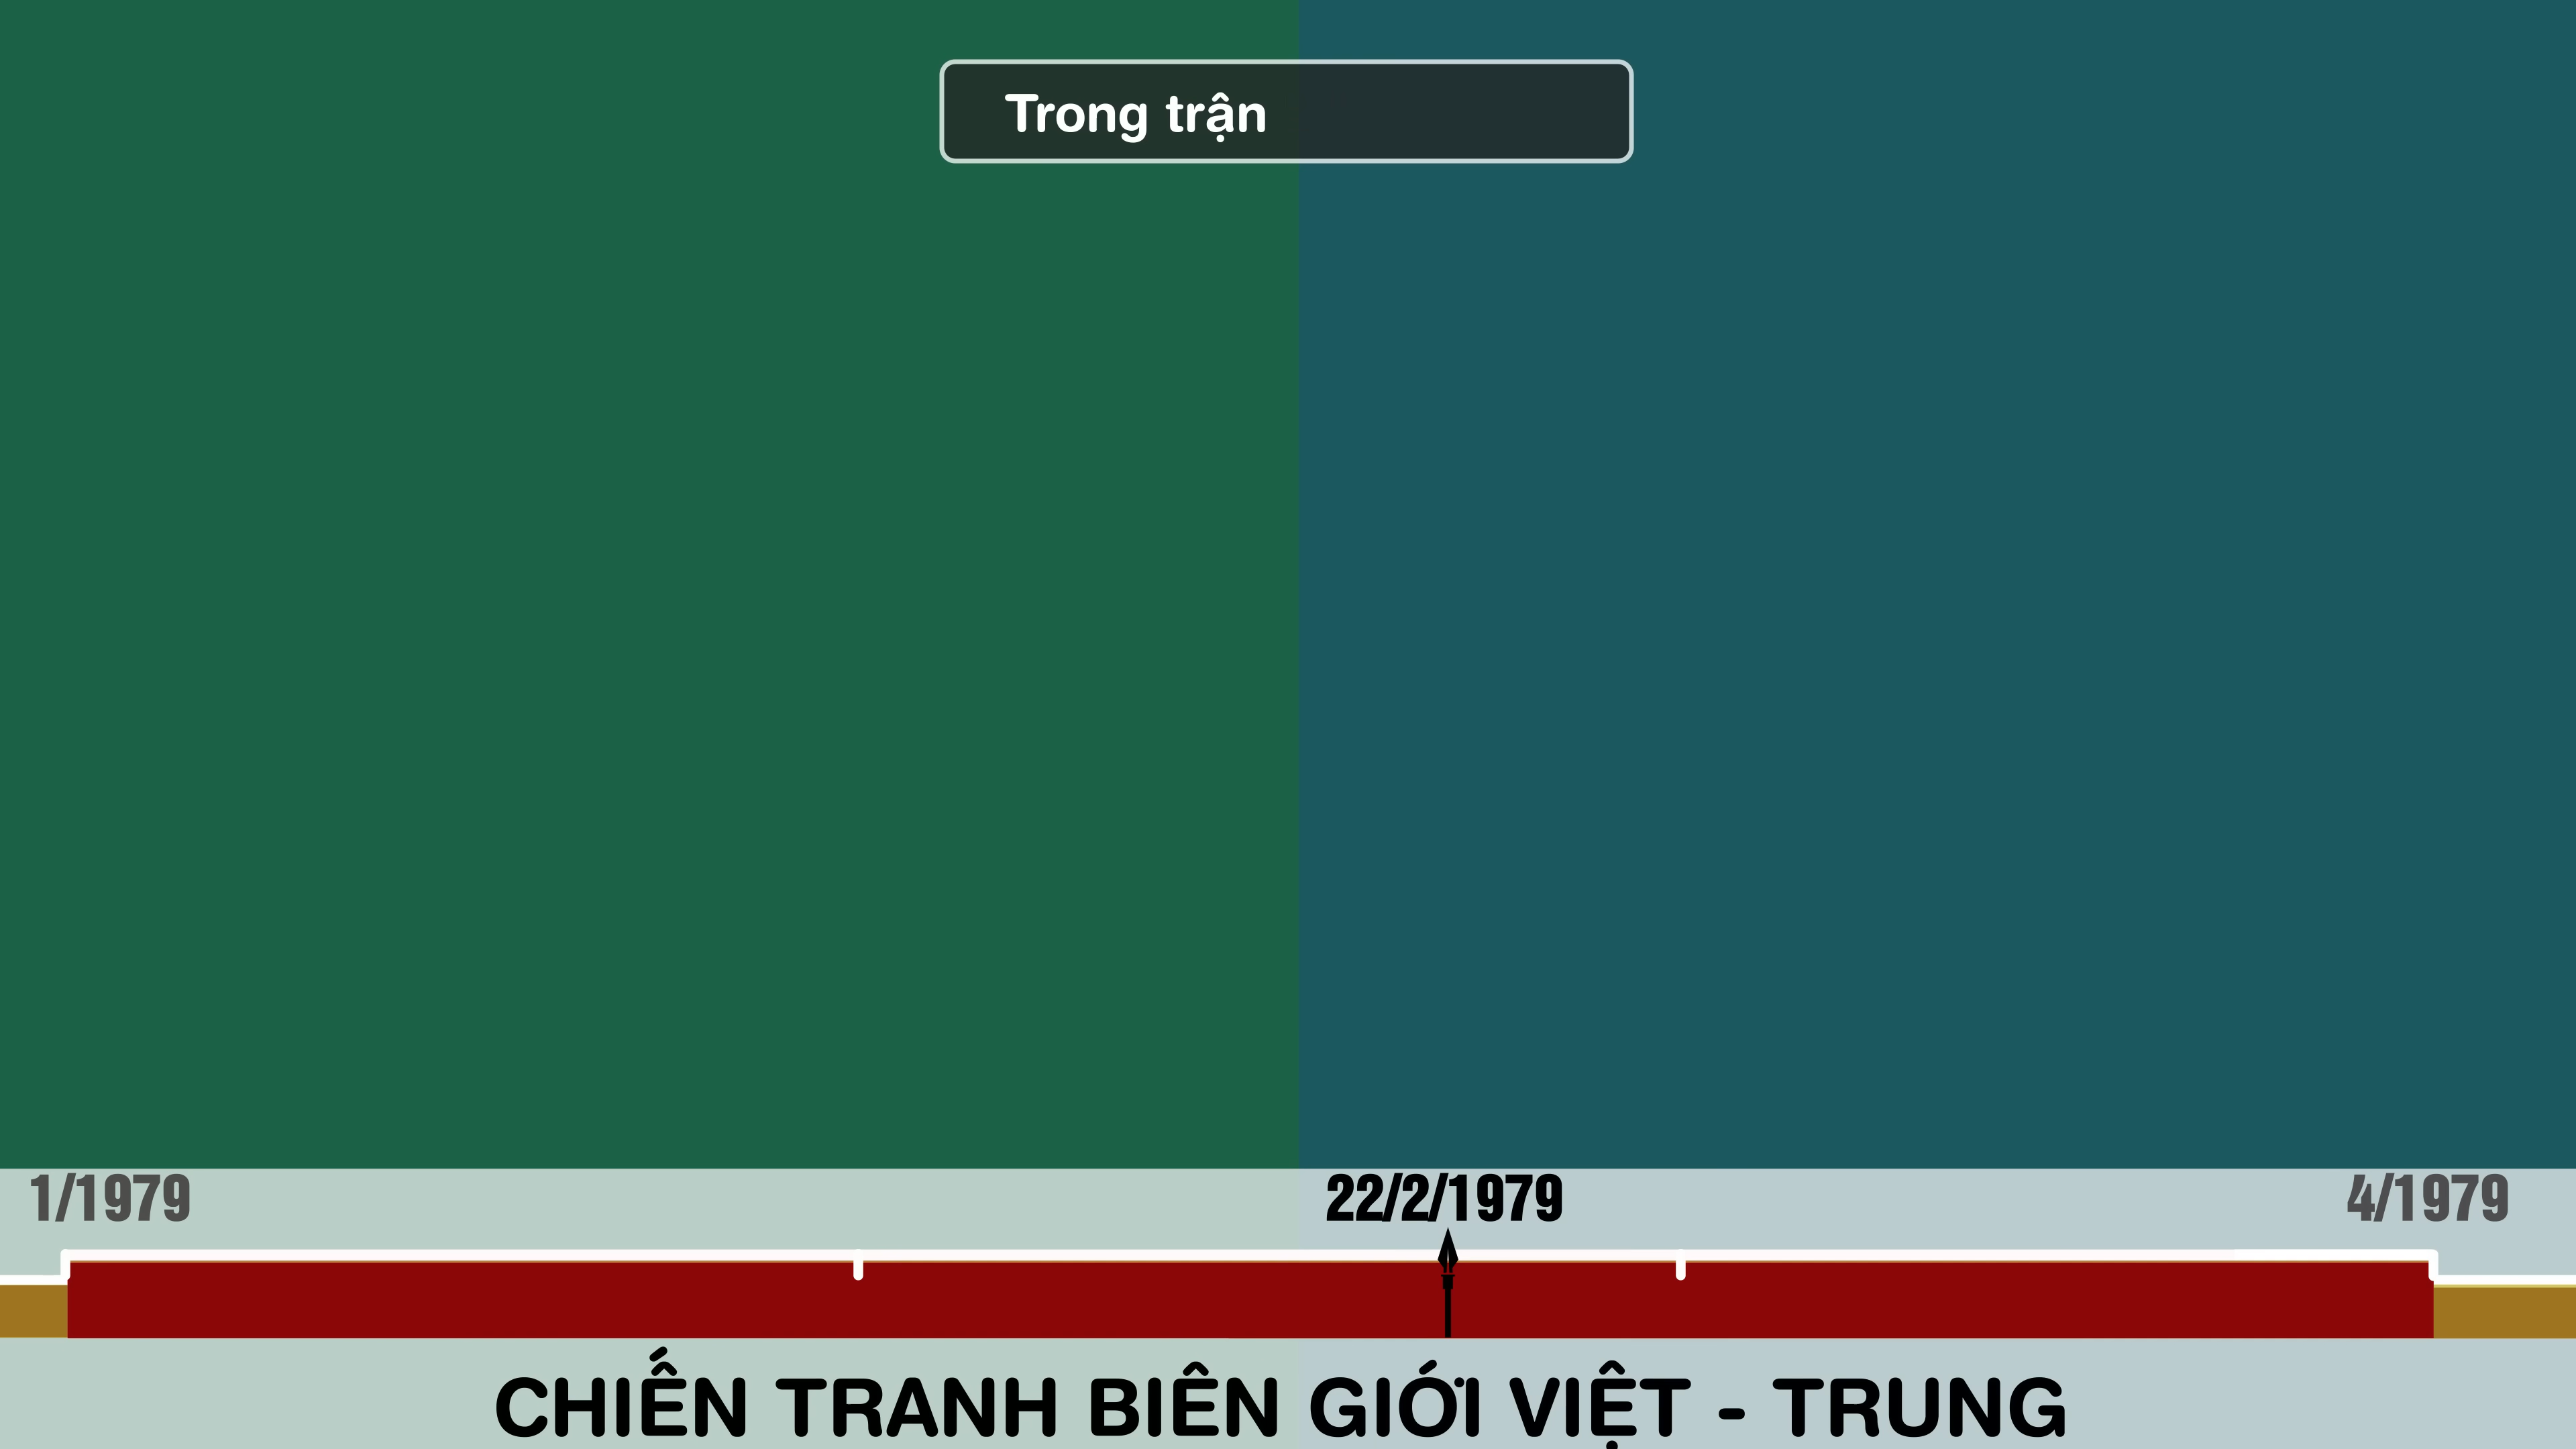 Trong trận
1/1979
22/2/1979
4/1979
CHIẾN TRANH BIÊN GIỚI VIỆT - TRUNG